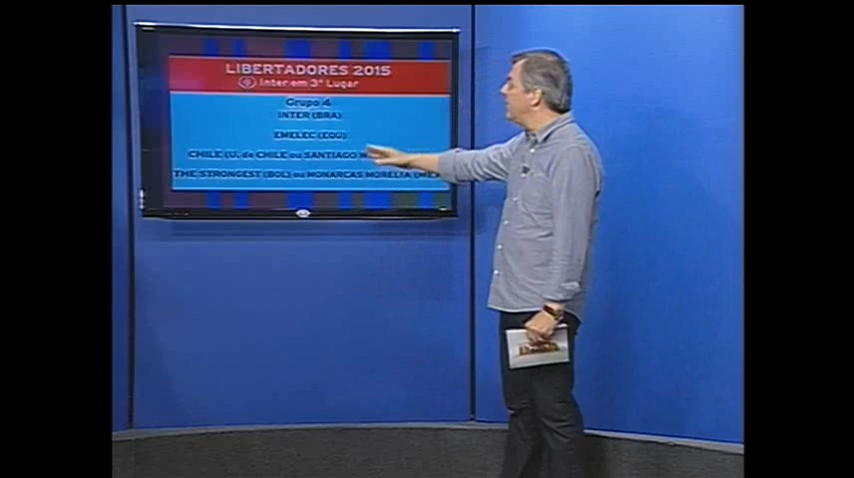 LIBERTADORES 2015
Inter em 3º Lugar
Grupo 4
INTER (BRA)
EMELEC (EQU)
CHILE (U. de CHILE ou SANTIAGO
THE STRONGEST (BOL) ou MONARCAS MORELIA